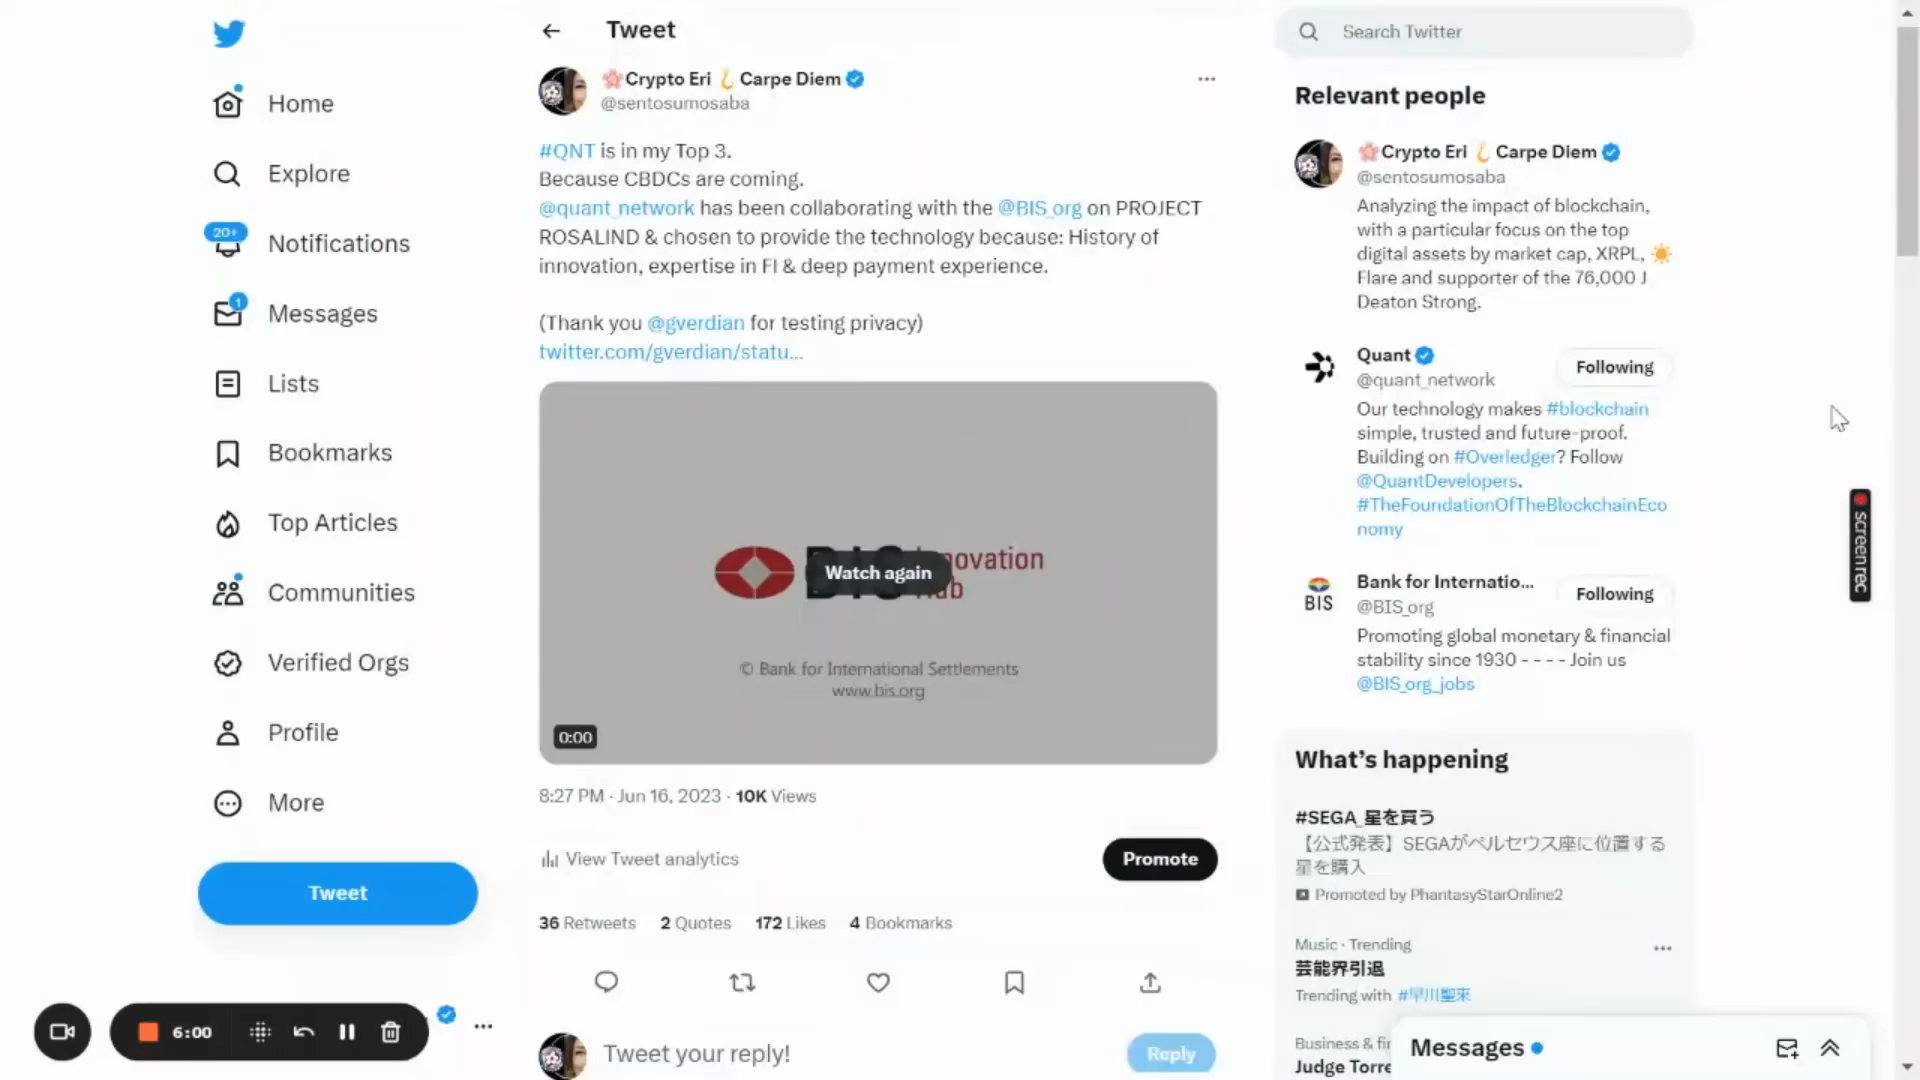 Home
Explore
20+
Notifications
1
Messages
Lists
Bookmarks
Top Articles
Communities
Verified Orgs
Profile
More
Tweet
6:00
Tweet
Crypto Eri Carpe Diem
@sentosumosaba
#QNT is in my Top 3.
Because CBDCs are coming.
@quant_network has been collaborating with the @BIS_org on PROJECT
ROSALIND & chosen to provide the technology because: History of
innovation, expertise in FI & deep payment experience.
(Thank you @gverdian for testing privacy)
twitter.com/gverdian/statu...
BIS
Watch again
© Bank for International Settlements
www.bis.org
0:00
8:27 PM · Jun 16, 2023 · 10K Views
View Tweet analytics
Promote
36 Retweets 2 Quotes 172 Likes 4 Bookmarks
Tweet your reply!
Reply
Search Twitter
Relevant people
Crypto Eri Carpe Diem
@sentosumosaba
Analyzing the impact of blockchain,
with a particular focus on the top
digital assets by market cap, XRPL,
Flare and supporter of the 76,000 J
Deaton Strong.
Quant
@quant_network
Following
Our technology makes #blockchain
simple, trusted and future-proof.
Building on #Overledger? Follow
@QuantDevelopers.
#TheFoundationOfTheBlockchainEco
nomy
BIS
Bank for Internatio...
@BIS_org
Following
Promoting global monetary & financial
stability since 1930 - - - - Join us
@BIS_org_jobs
What's happening
#SEGA_星を買う
【公式発表】SEGAがペルセウス座に位置する
星を購入
Promoted by PhantasyStarOnline2
Music · Trending
芸能界引退
Trending with #早川聖来
Business & fi
Judge Torre
Messages
screenrec